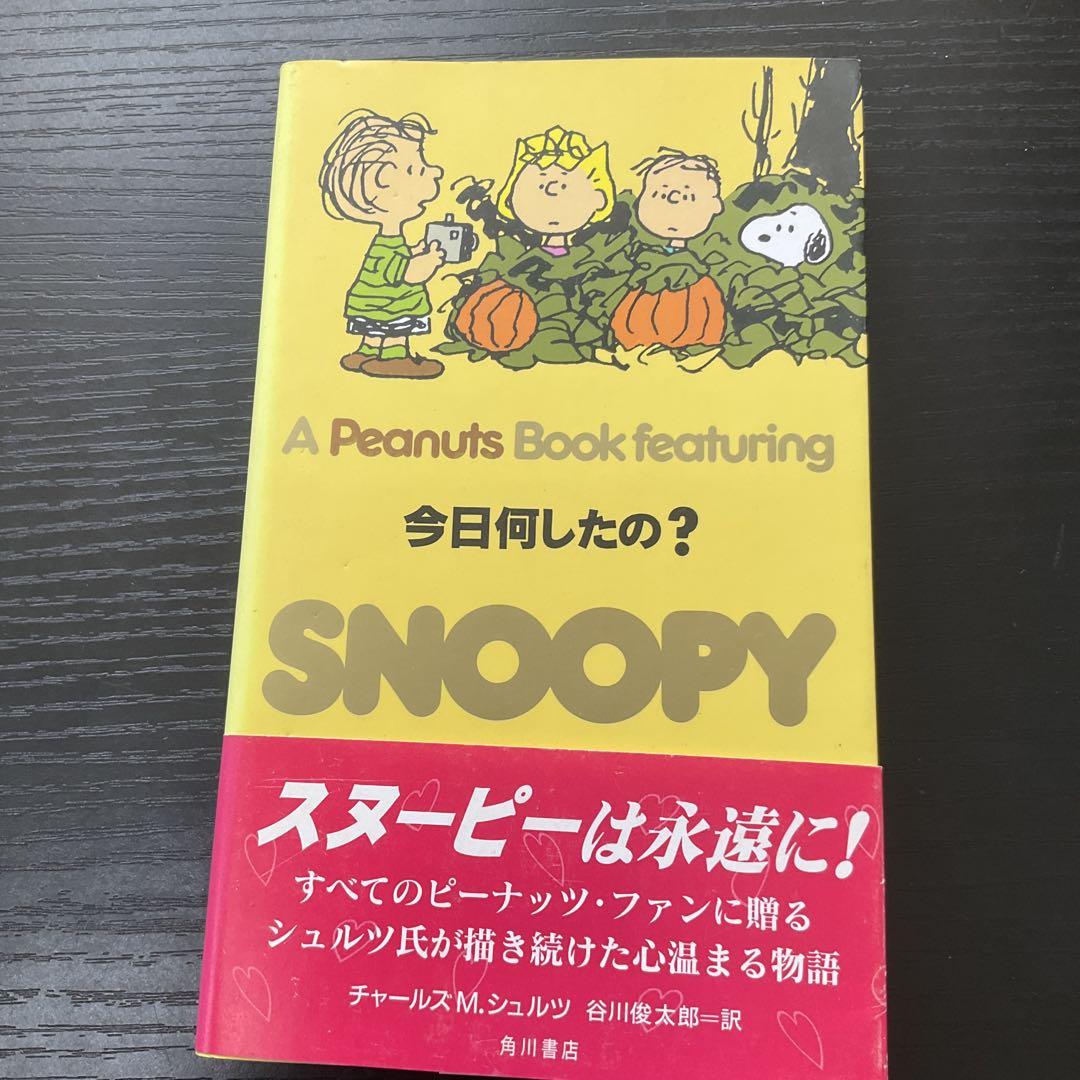 A Peanuts Book featuring
今日何したの?
SNOOPY
スヌーピーは永遠に!
すべてのピーナッツ・ファンに贈る
シュルツ氏が描き続けた心温まる物語
チャールズM.シュルツ 谷川俊太郎=訳
角川書店